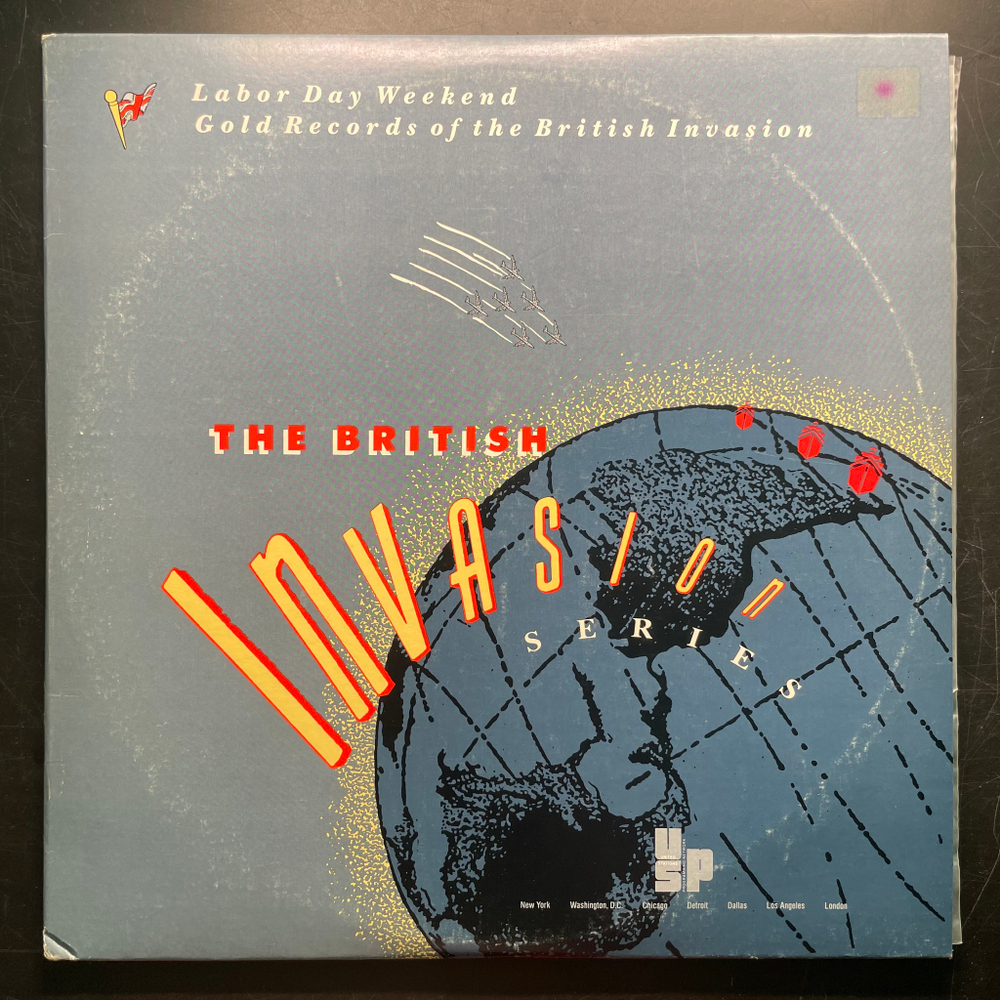 Labor Day Weekend
Gold Records of the British Invasion
THE BRITISH
INVASION
SERIES
USP
New York Washington, D.C. Chicago Detroit Dallas Los Angeles London